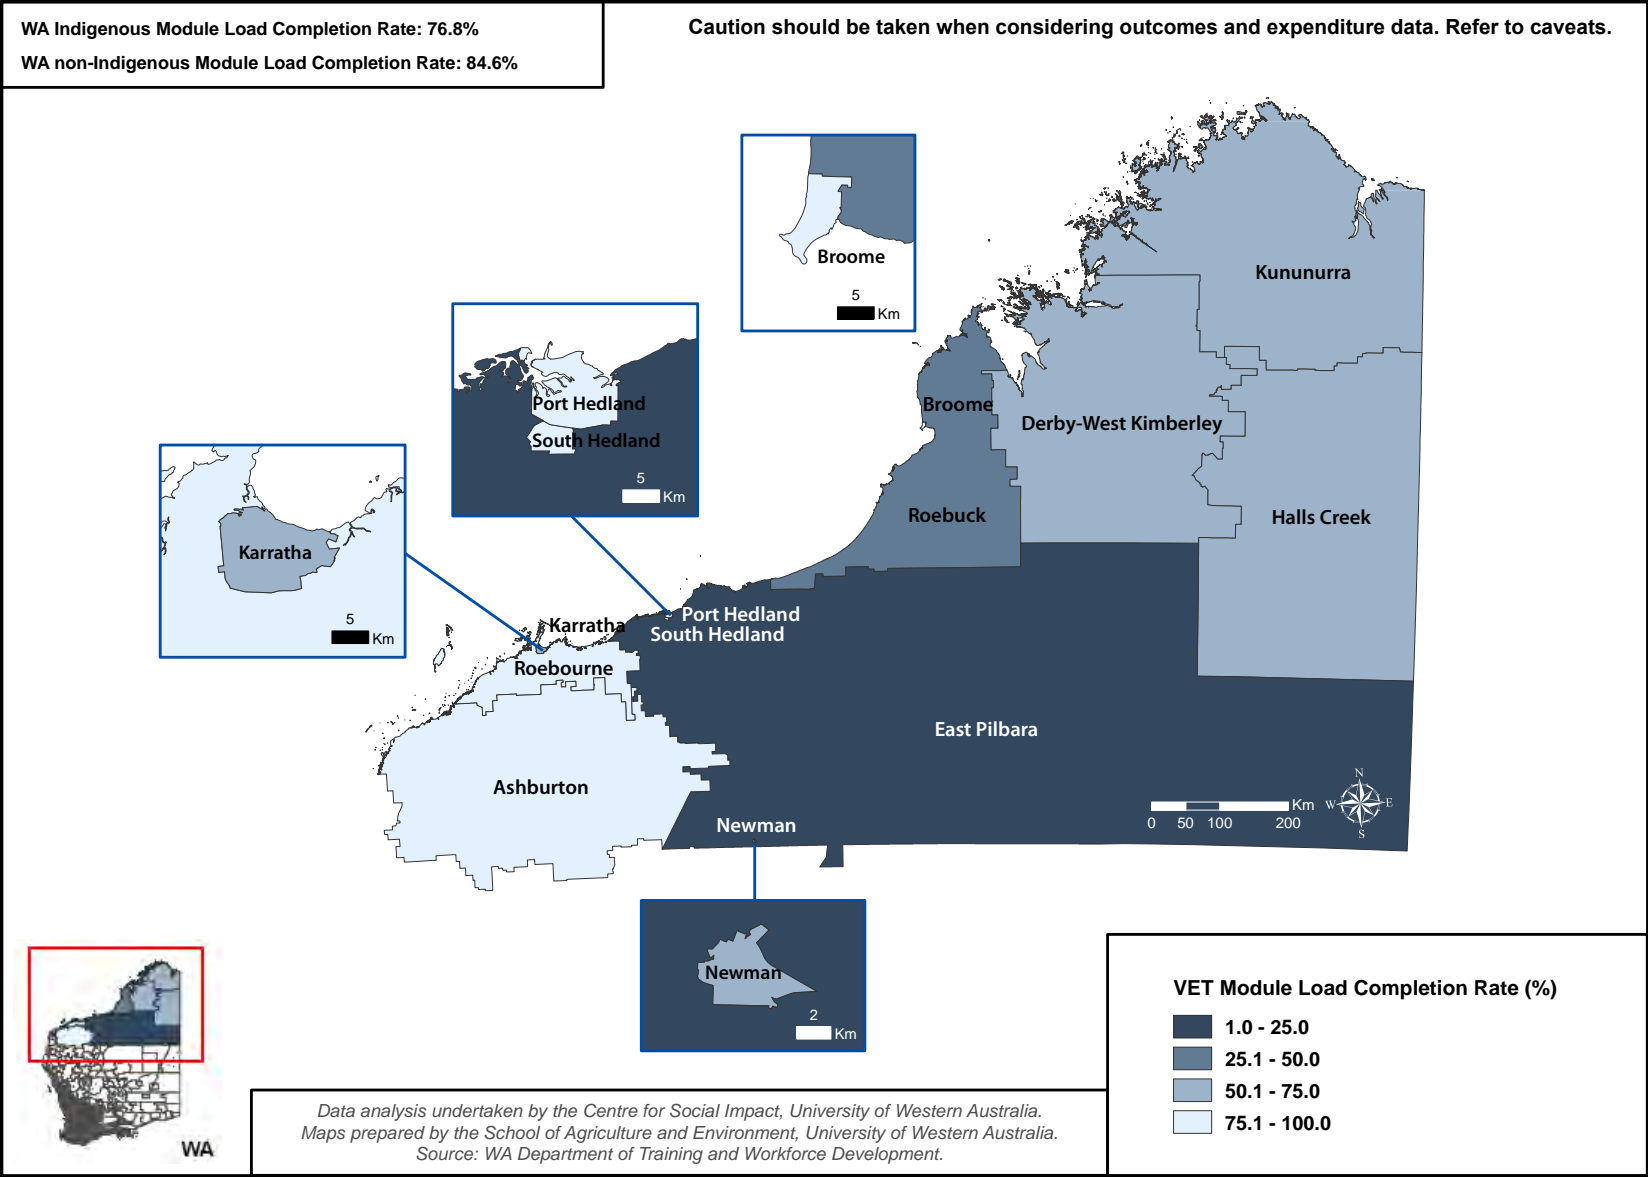 WA Indigenous Module Load Completion Rate: 76.8%
WA non-Indigenous Module Load Completion Rate: 84.6%
Caution should be taken when considering outcomes and expenditure data. Refer to caveats.
Broome
5
Km
Kununurra
Port Hedland
South Hedland
5
Km
Broome
Derby-West Kimberley
Karratha
5
Km
Roebuck
Halls Creek
Port Hedland
South Hedland
Karratha
Roebourne
East Pilbara
Ashburton
Newman
Km
0 50 100 200
N
W E
S
Newman
2
Km
WA
VET Module Load Completion Rate (%)
1.0 - 25.0
25.1 - 50.0
50.1 - 75.0
75.1 - 100.0
Data analysis undertaken by the Centre for Social Impact, University of Western Australia.
Maps prepared by the School of Agriculture and Environment, University of Western Australia.
Source: WA Department of Training and Workforce Development.